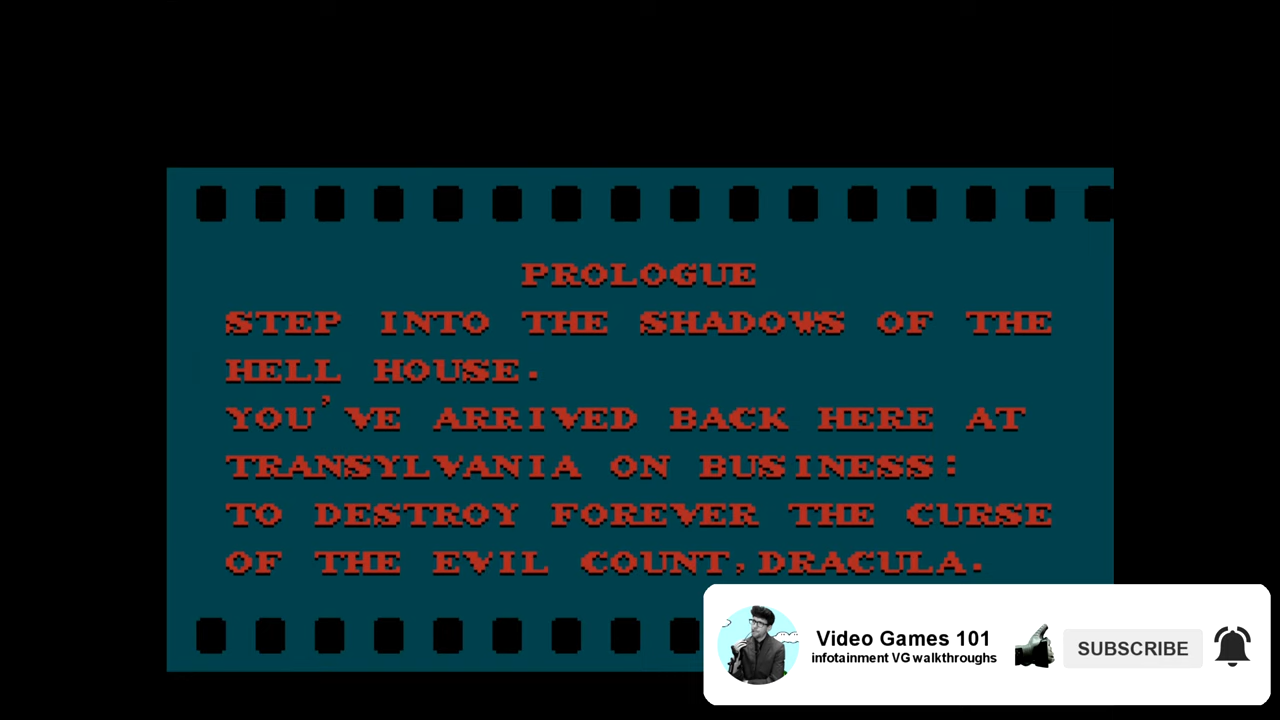 PROLOGUE
STEP INTO THE SHADOWS OF THE
HELL HOUSE.
YOU'VE ARRIVED BACK HERE AT
TRANSYLVANIA ON BUSINESS:
TO DESTROY FOREVER THE CURSE
OF THE EVIL COUNT,DRACULA.
Video Games 101
infotainment VG walkthroughs
SUBSCRIBE